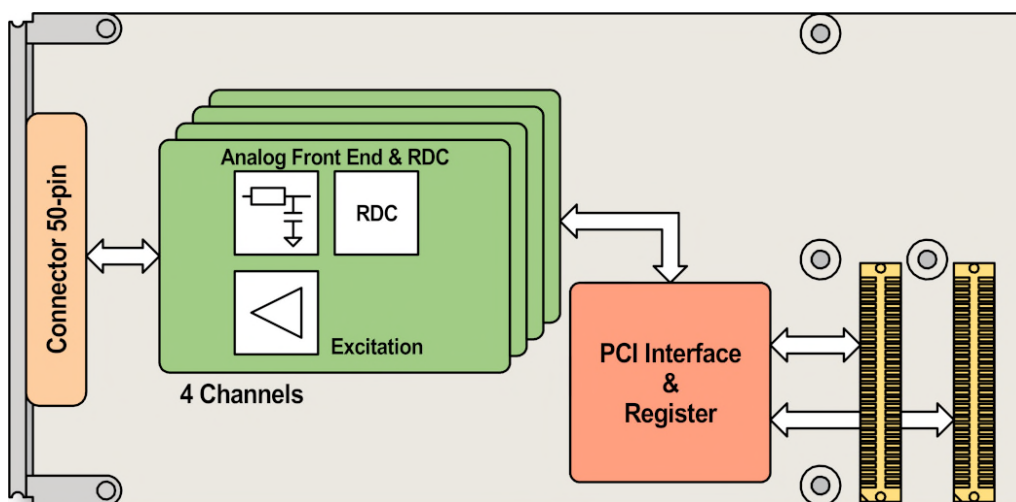 Connector 50-pin
Analog Front End & RDC
RDC
Excitation
4 Channels
PCI Interface
&
Register